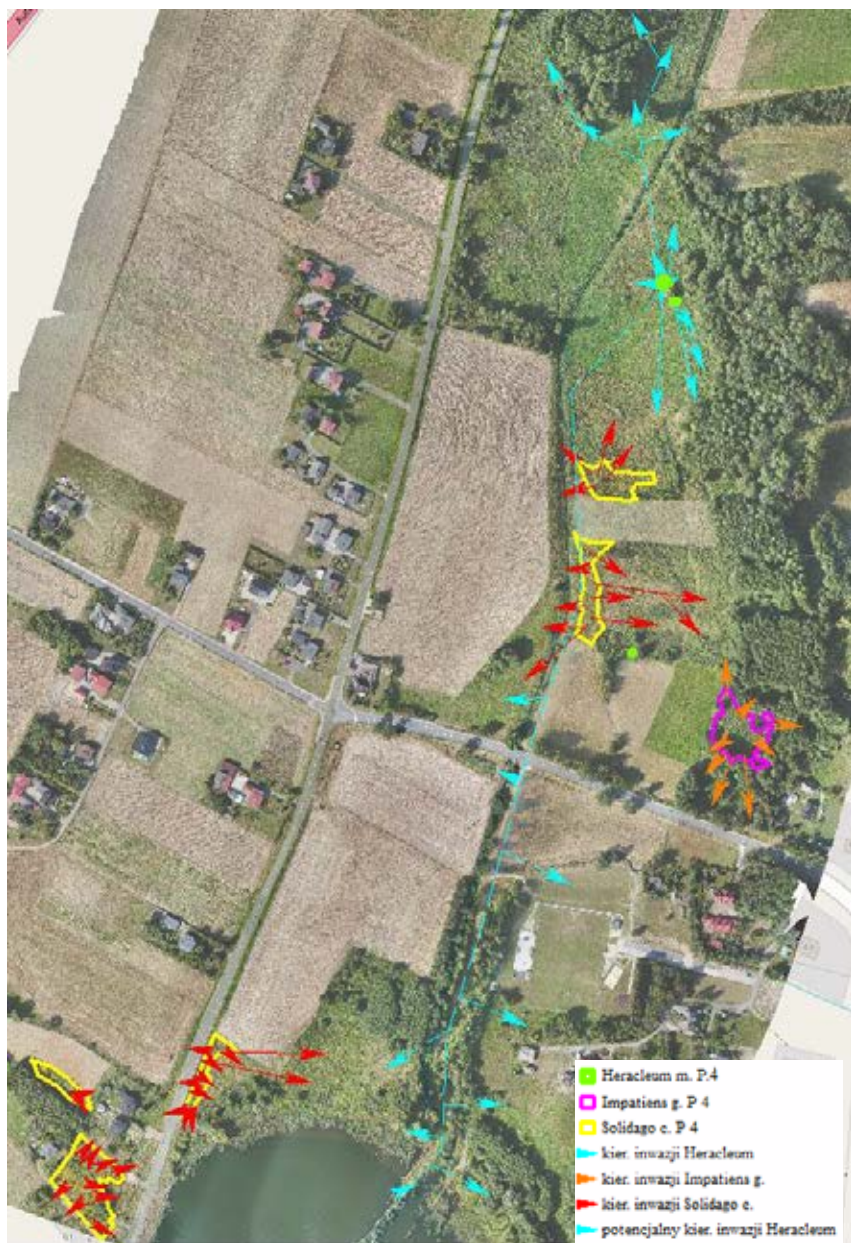 Heracleum m. P.4
Impatiens g. P 4
Solidago c. P 4
kier. inwazji Heracleum
kier. inwazji Impatiens g.
kier. inwazji Solidago c.
potencjalny kier. inwazji Heracleum